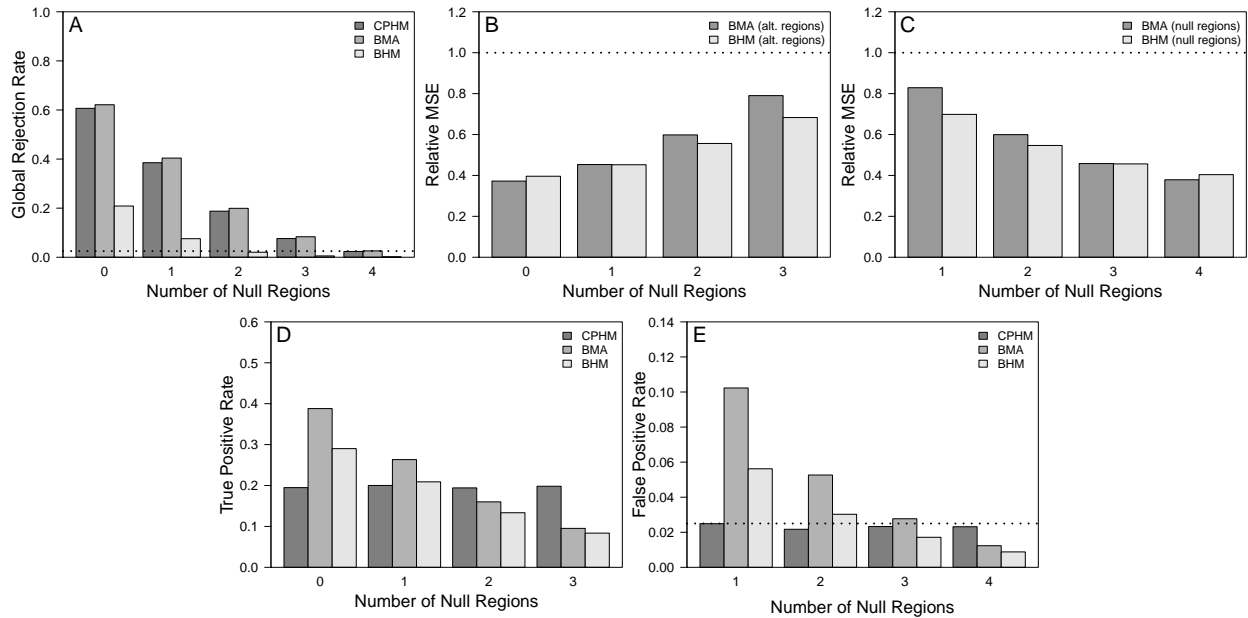 A
CPHM
BMA
BHM
Global Rejection Rate
0.0
0.2
0.4
0.6
0.8
1.0
0 1 2 3 4
Number of Null Regions
B
BMA (alt. regions)
BHM (alt. regions)
Relative MSE
0.0
0.2
0.4
0.6
0.8
1.0
1.2
0 1 2 3
Number of Null Regions
C
BMA (null regions)
BHM (null regions)
Relative MSE
0.0
0.2
0.4
0.6
0.8
1.0
1.2
1 2 3 4
Number of Null Regions
D
CPHM
BMA
BHM
True Positive Rate
0.0
0.1
0.2
0.3
0.4
0.5
0.6
0 1 2 3
Number of Null Regions
E
CPHM
BMA
BHM
False Positive Rate
0.00
0.02
0.04
0.06
0.08
0.10
0.12
0.14
1 2 3 4
Number of Null Regions